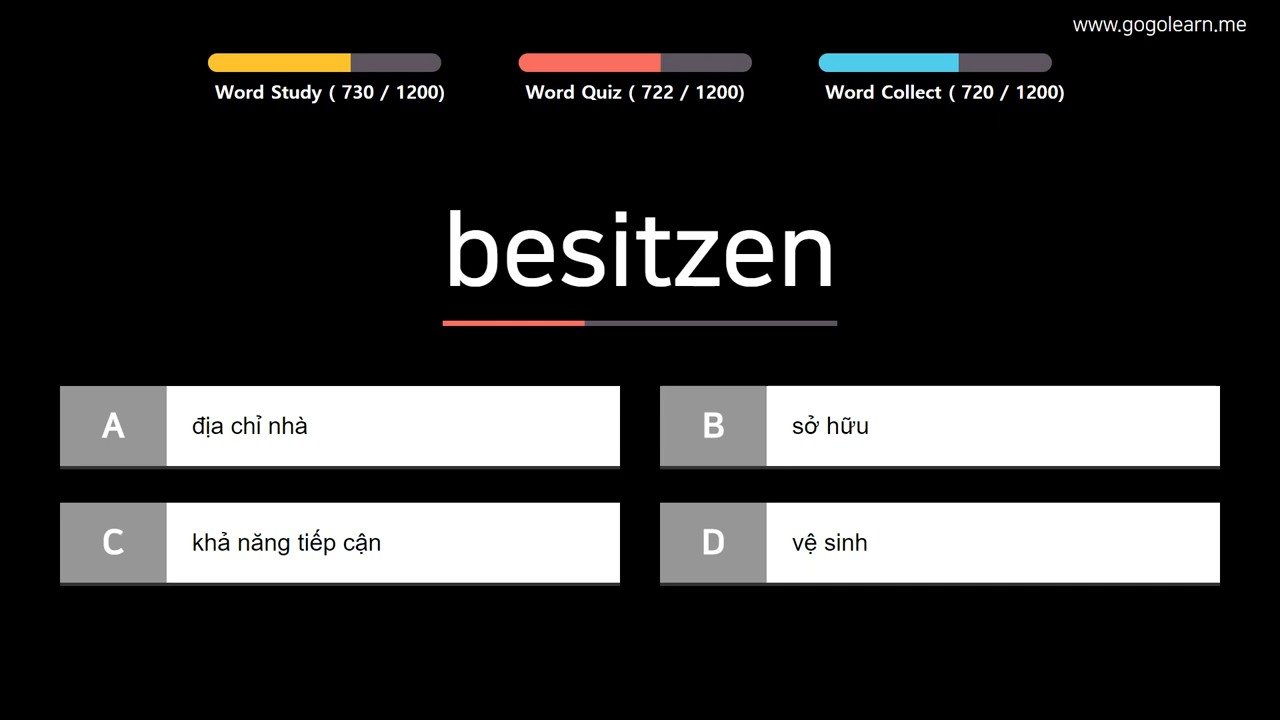 www.gogolearn.me
Word Study ( 730 / 1200)
Word Quiz ( 722 / 1200)
Word Collect ( 720 / 1200)
besitzen
A địa chỉ nhà
B sở hữu
C khả năng tiếp cận
D vệ sinh